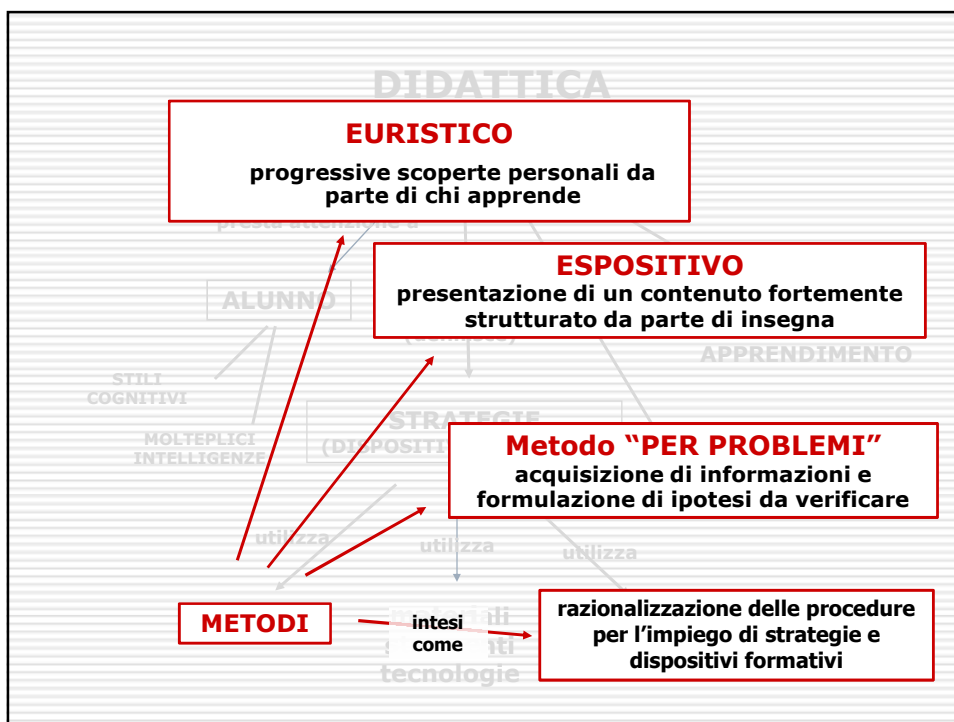 DIDATTICA
EURISTICO
progressive scoperte personali da
parte di chi apprende
presta attenzione a
ESPOSITIVO
presentazione di un contenuto fortemente
strutturato da parte di insegna
ALUNNO
APPRENDIMENTO
STILI
COGNITIVI
STRATEGIE
MOLTEPLICI
INTELLIGENZE
Metodo “PER PROBLEMI”
acquisizione di informazioni e
formulazione di ipotesi da verificare
utilizza
utilizza
utilizza
METODI
intesi
come
tecnologie
razionalizzazione delle procedure
per l’impiego di strategie e
dispositivi formativi